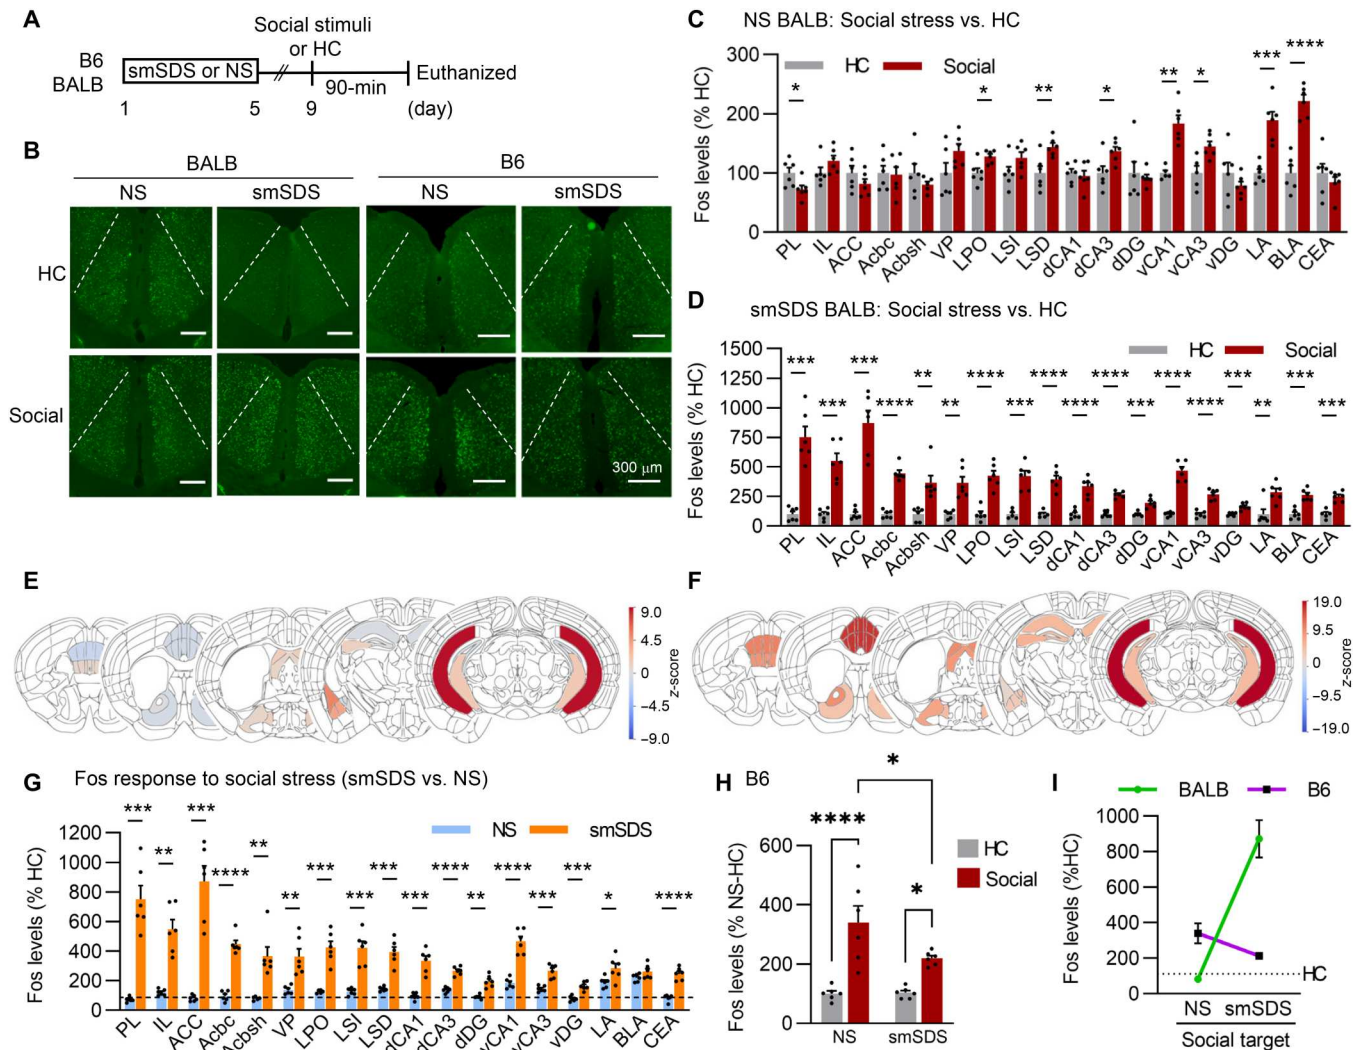 A
Social stimuli
or HC
B6
BALB
smSDS or NS
90-min
Euthanized
1
5
9
(day)
B
BALB
B6
NS
smSDS
NS
smSDS
HC
Social
300 µm
C
NS BALB: Social stress vs. HC
HC
Social
Fos levels (% HC)
300
200
100
0
*
*
**
*
**
*
***
****
PL
IL
ACC
Acbc
Acbsh
VP
LPO
LSI
LSD
dCA1
dCA3
dDG
vCA1
vCA3
vDG
LA
BLA
CEA
D
smSDS BALB: Social stress vs. HC
HC
Social
Fos levels (% HC)
1500
1250
1000
750
500
250
0
***
***
***
****
**
**
****
***
****
****
****
***
****
****
***
**
***
***
PL
IL
ACC
Acbc
Acbsh
VP
LPO
LSI
LSD
dCA1
dCA3
dDG
vCA1
vCA3
vDG
LA
BLA
CEA
E
9.0
4.5
0
−4.5
−9.0
z-score
F
19.0
9.5
0
−9.5
−19.0
z-score
G
Fos response to social stress (smSDS vs. NS)
NS
smSDS
Fos levels (% HC)
1200
1000
800
600
400
200
0
***
**
***
****
**
**
***
***
***
***
****
**
****
***
***
*
****
PL
IL
ACC
Acbc
Acbsh
VP
LPO
LSI
LSD
dCA1
dCA3
dDG
vCA1
vCA3
vDG
LA
BLA
CEA
H
B6
*
****
*
HC
Social
Fos levels (% NS-HC)
600
400
200
0
NS
smSDS
I
BALB
B6
Fos levels (%HC)
1000
800
600
400
200
0
HC
NS
smSDS
Social target